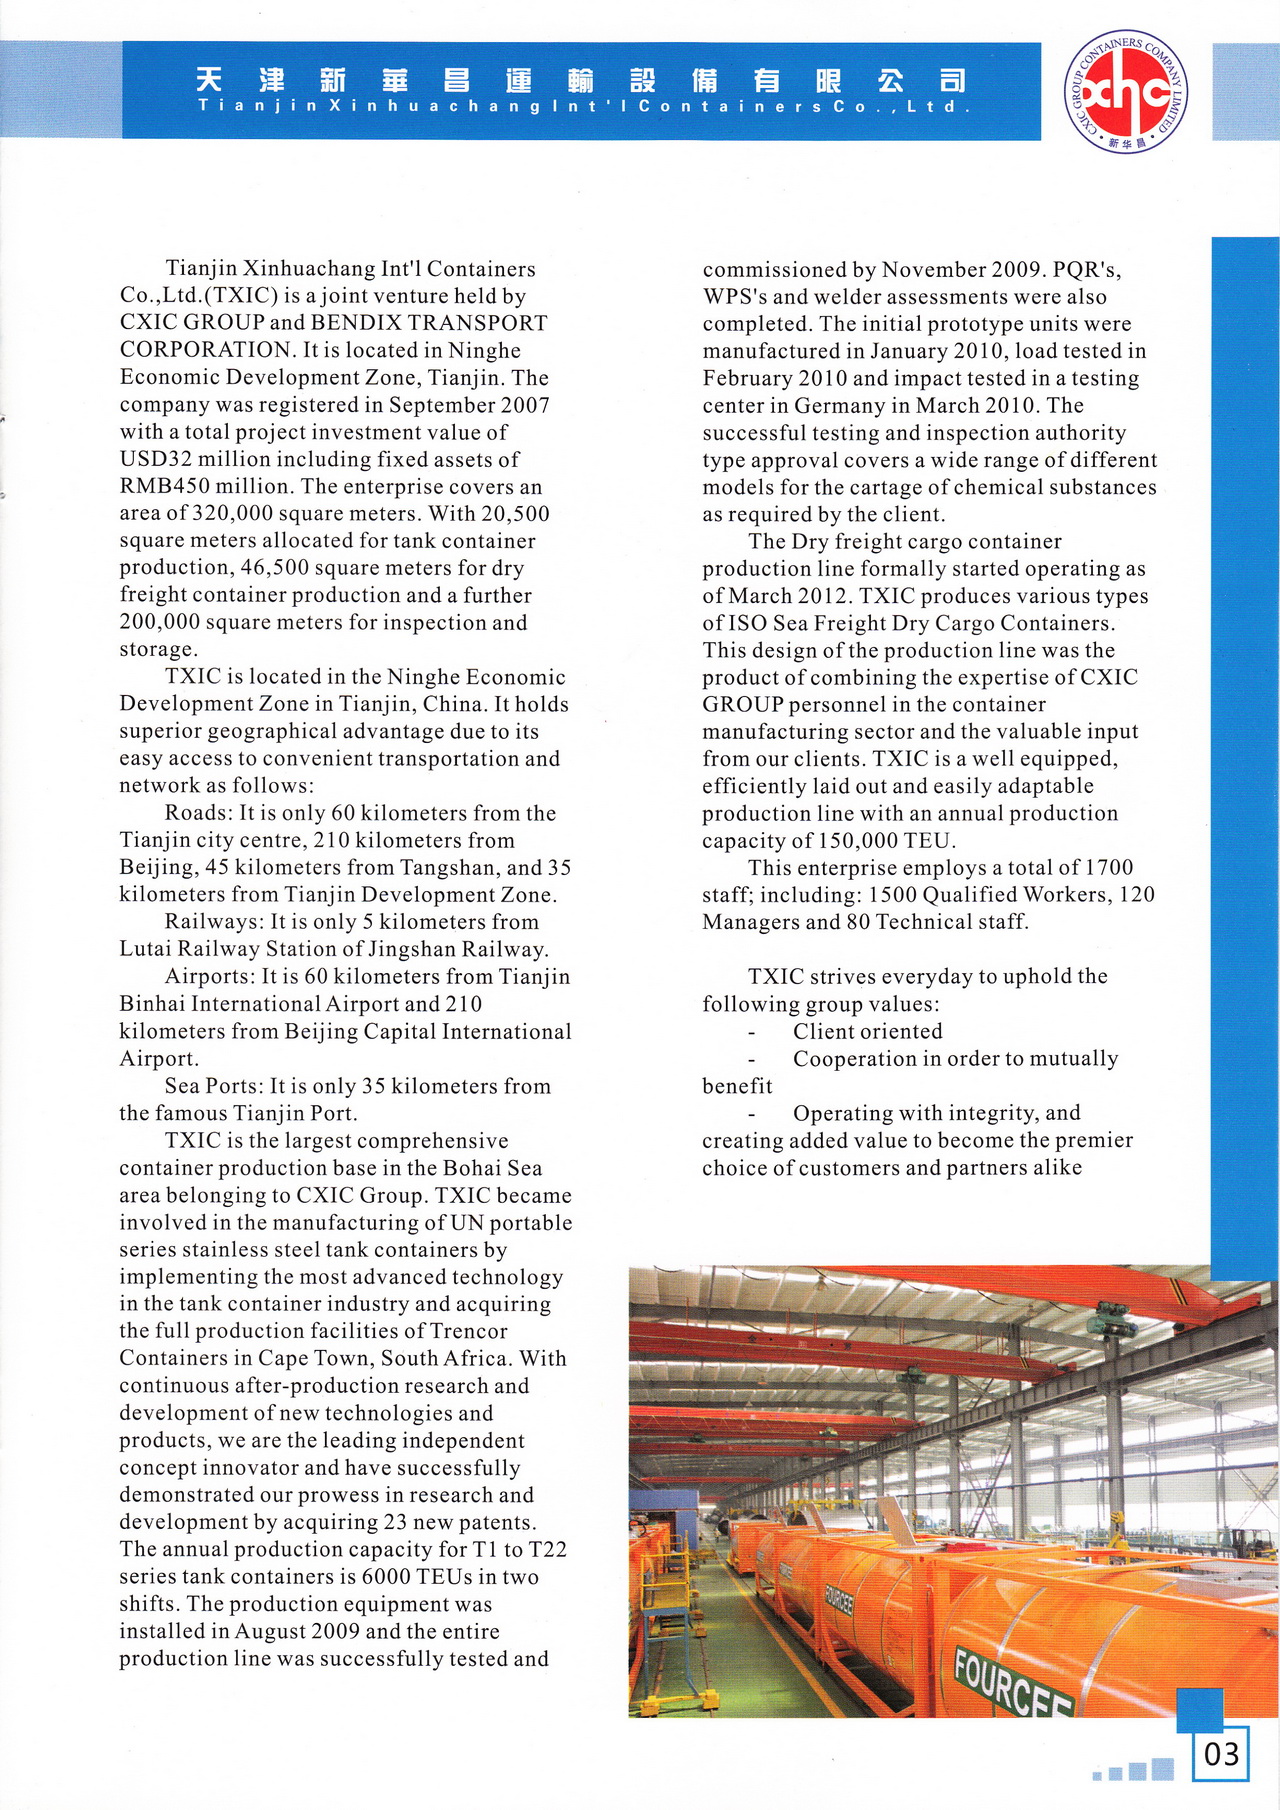 天津新華昌運輸設備有限公司
TianjinXinhuachangInt'lContainersCo.,Ltd.
CXIC GROUP CONTAINERS COMPANY LIMITED
xhc
新华昌
Tianjin Xinhuachang Int'l Containers
Co.,Ltd.(TXIC) is a joint venture held by
CXIC GROUP and BENDIX TRANSPORT
CORPORATION. It is located in Ninghe
Economic Development Zone, Tianjin. The
company was registered in September 2007
with a total project investment value of
USD32 million including fixed assets of
RMB450 million. The enterprise covers an
area of 320,000 square meters. With 20,500
square meters allocated for tank container
production, 46,500 square meters for dry
freight container production and a further
200,000 square meters for inspection and
storage.
TXIC is located in the Ninghe Economic
Development Zone in Tianjin, China. It holds
superior geographical advantage due to its
easy access to convenient transportation and
network as follows:
Roads: It is only 60 kilometers from the
Tianjin city centre, 210 kilometers from
Beijing, 45 kilometers from Tangshan, and 35
kilometers from Tianjin Development Zone.
Railways: It is only 5 kilometers from
Lutai Railway Station of Jingshan Railway.
Airports: It is 60 kilometers from Tianjin
Binhai International Airport and 210
kilometers from Beijing Capital International
Airport.
Sea Ports: It is only 35 kilometers from
the famous Tianjin Port.
TXIC is the largest comprehensive
container production base in the Bohai Sea
area belonging to CXIC Group. TXIC became
involved in the manufacturing of UN portable
series stainless steel tank containers by
implementing the most advanced technology
in the tank container industry and acquiring
the full production facilities of Trencor
Containers in Cape Town, South Africa. With
continuous after-production research and
development of new technologies and
products, we are the leading independent
concept innovator and have successfully
demonstrated our prowess in research and
development by acquiring 23 new patents.
The annual production capacity for T1 to T22
series tank containers is 6000 TEUs in two
shifts. The production equipment was
installed in August 2009 and the entire
production line was successfully tested and
commissioned by November 2009. PQR's,
WPS's and welder assessments were also
completed. The initial prototype units were
manufactured in January 2010, load tested in
February 2010 and impact tested in a testing
center in Germany in March 2010. The
successful testing and inspection authority
type approval covers a wide range of different
models for the cartage of chemical substances
as required by the client.
The Dry freight cargo container
production line formally started operating as
of March 2012. TXIC produces various types
of ISO Sea Freight Dry Cargo Containers.
This design of the production line was the
product of combining the expertise of CXIC
GROUP personnel in the container
manufacturing sector and the valuable input
from our clients. TXIC is a well equipped,
efficiently laid out and easily adaptable
production line with an annual production
capacity of 150,000 TEU.
This enterprise employs a total of 1700
staff; including: 1500 Qualified Workers, 120
Managers and 80 Technical staff.
TXIC strives everyday to uphold the
following group values:
- Client oriented
- Cooperation in order to mutually
benefit
- Operating with integrity, and
creating added value to become the premier
choice of customers and partners alike
FOURCEE
FOURCEE
03